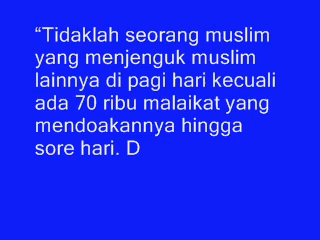 “Tidaklah seorang muslim
yang menjenguk muslim
lainnya di pagi hari kecuali
ada 70 ribu malaikat yang
mendoakannya hingga
sore hari. D